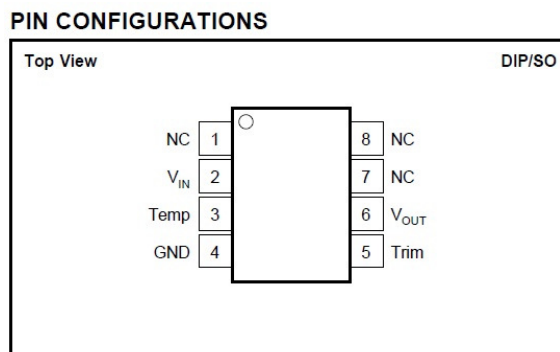 PIN CONFIGURATIONS
Top View DIP/SO
NC 1 8 NC
V_IN 2 7 NC
Temp 3 6 V_OUT
GND 4 5 Trim